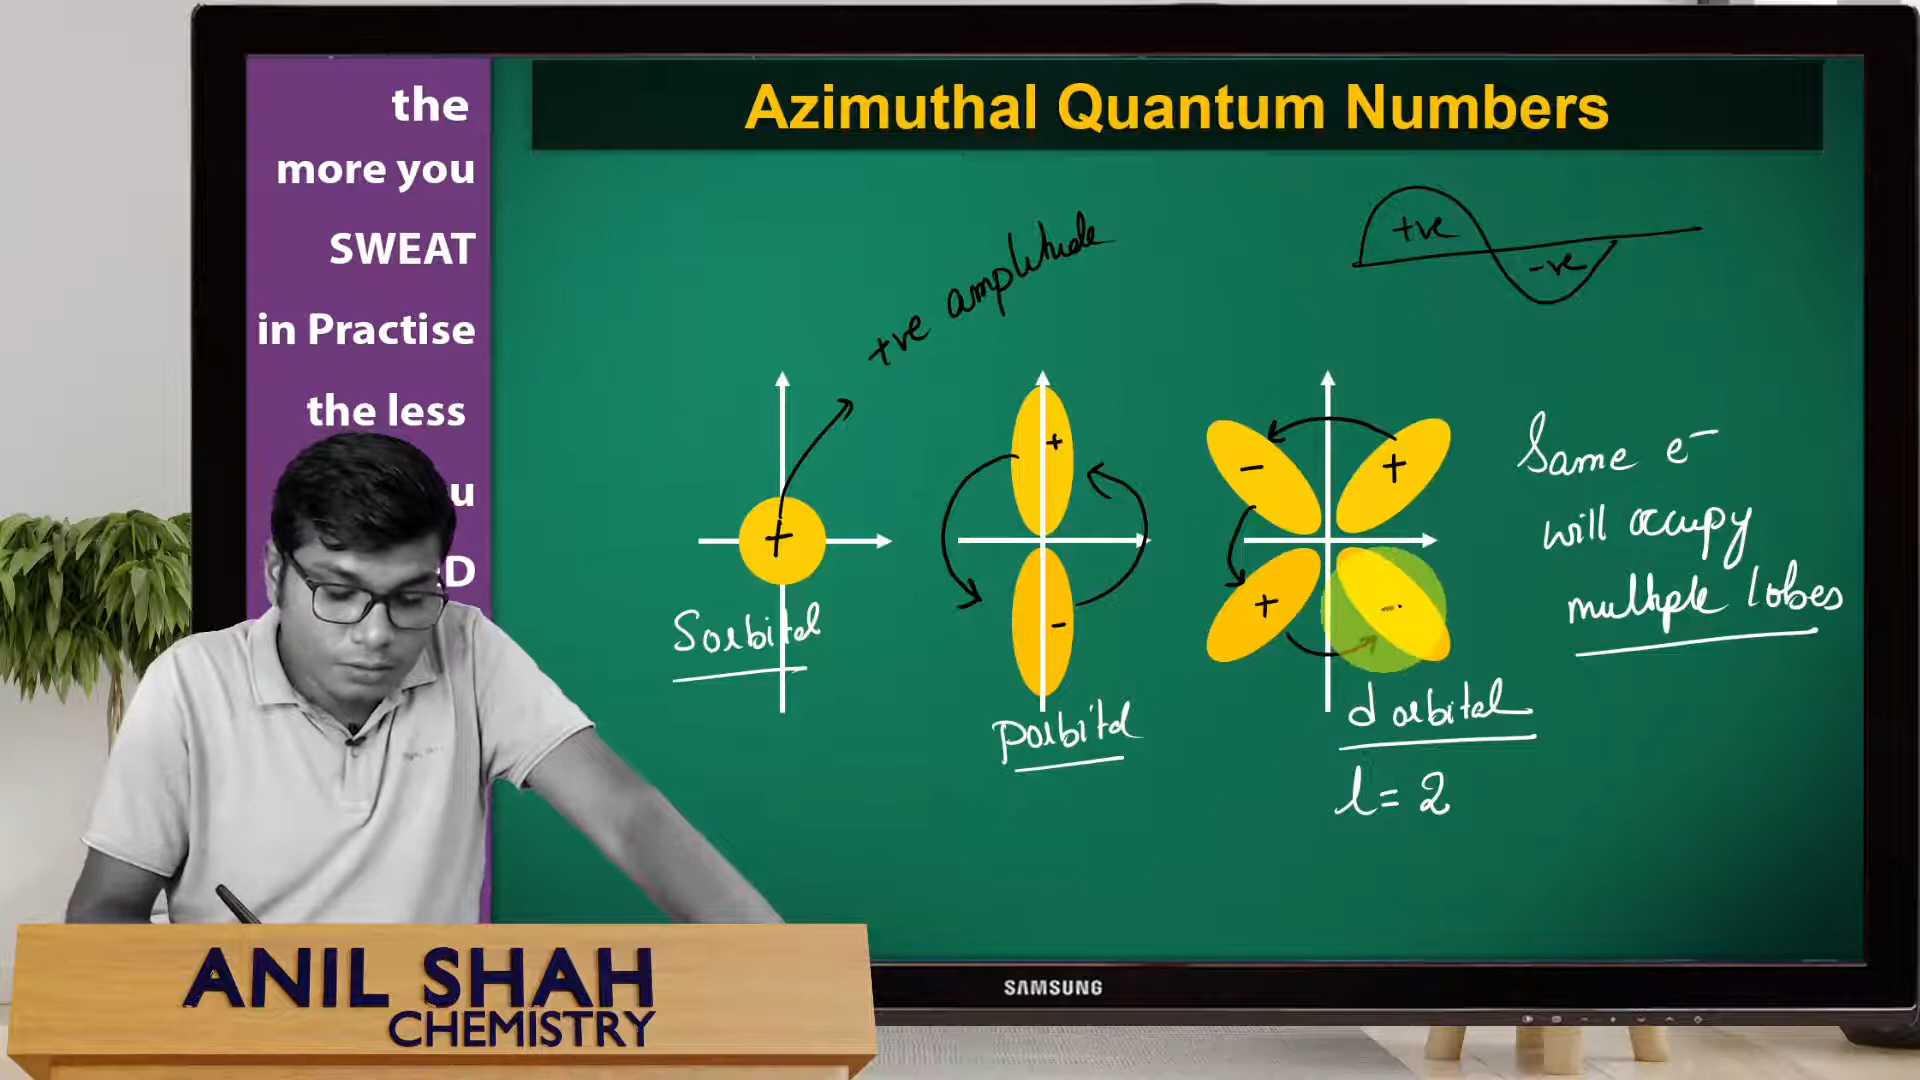 the
more you
SWEAT
in Practise
the less
u
ED
Azimuthal Quantum Numbers
+ve
-ve
+ve amplitude
+
-
+
-
+
-
+
Sorbital
porbital
d orbital
l = 2
Same e⁻
will occupy
multiple lobes
ANIL SHAH
CHEMISTRY
SAMSUNG